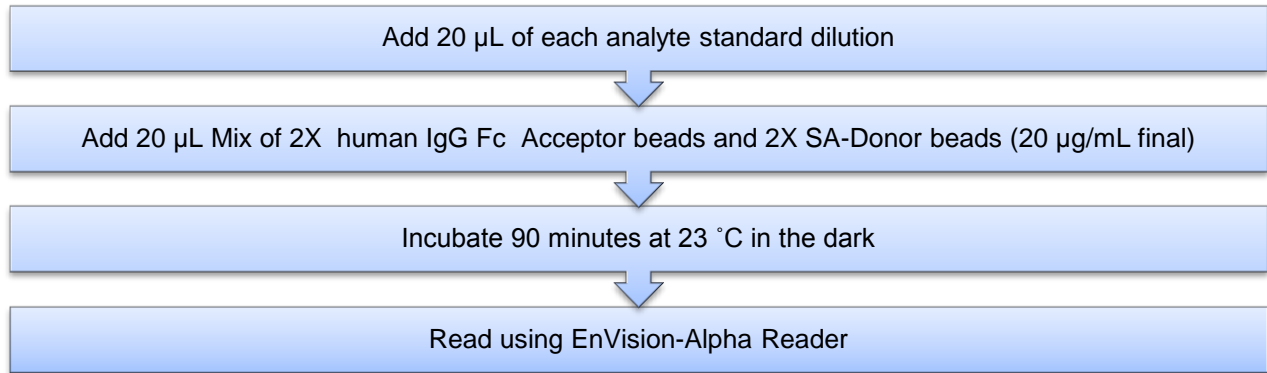 Add 20 µL of each analyte standard dilution
Add 20 µL Mix of 2X  human IgG Fc  Acceptor beads and 2X SA-Donor beads (20 µg/mL final)
Incubate 90 minutes at 23 ˚C in the dark
Read using EnVision-Alpha Reader